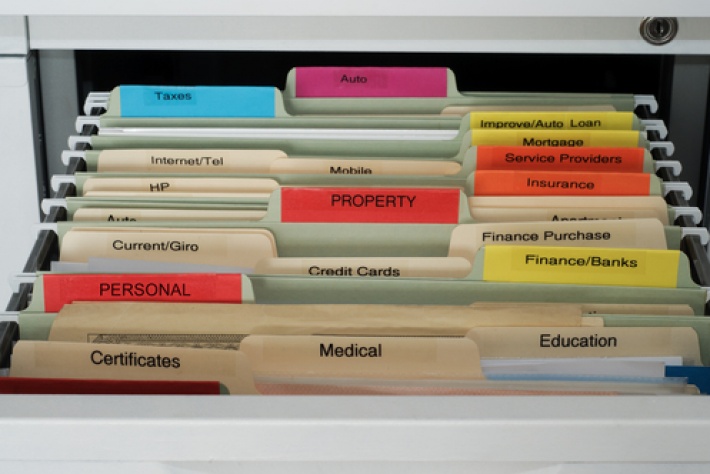 Auto
Taxes
Improve/Auto Loan
Mortgage
Service Providers
Internet/Tel
Mobile
Insurance
HP
PROPERTY
Auto
Finance Purchase
Current/Giro
Finance/Banks
Credit Cards
PERSONAL
Education
Medical
Certificates